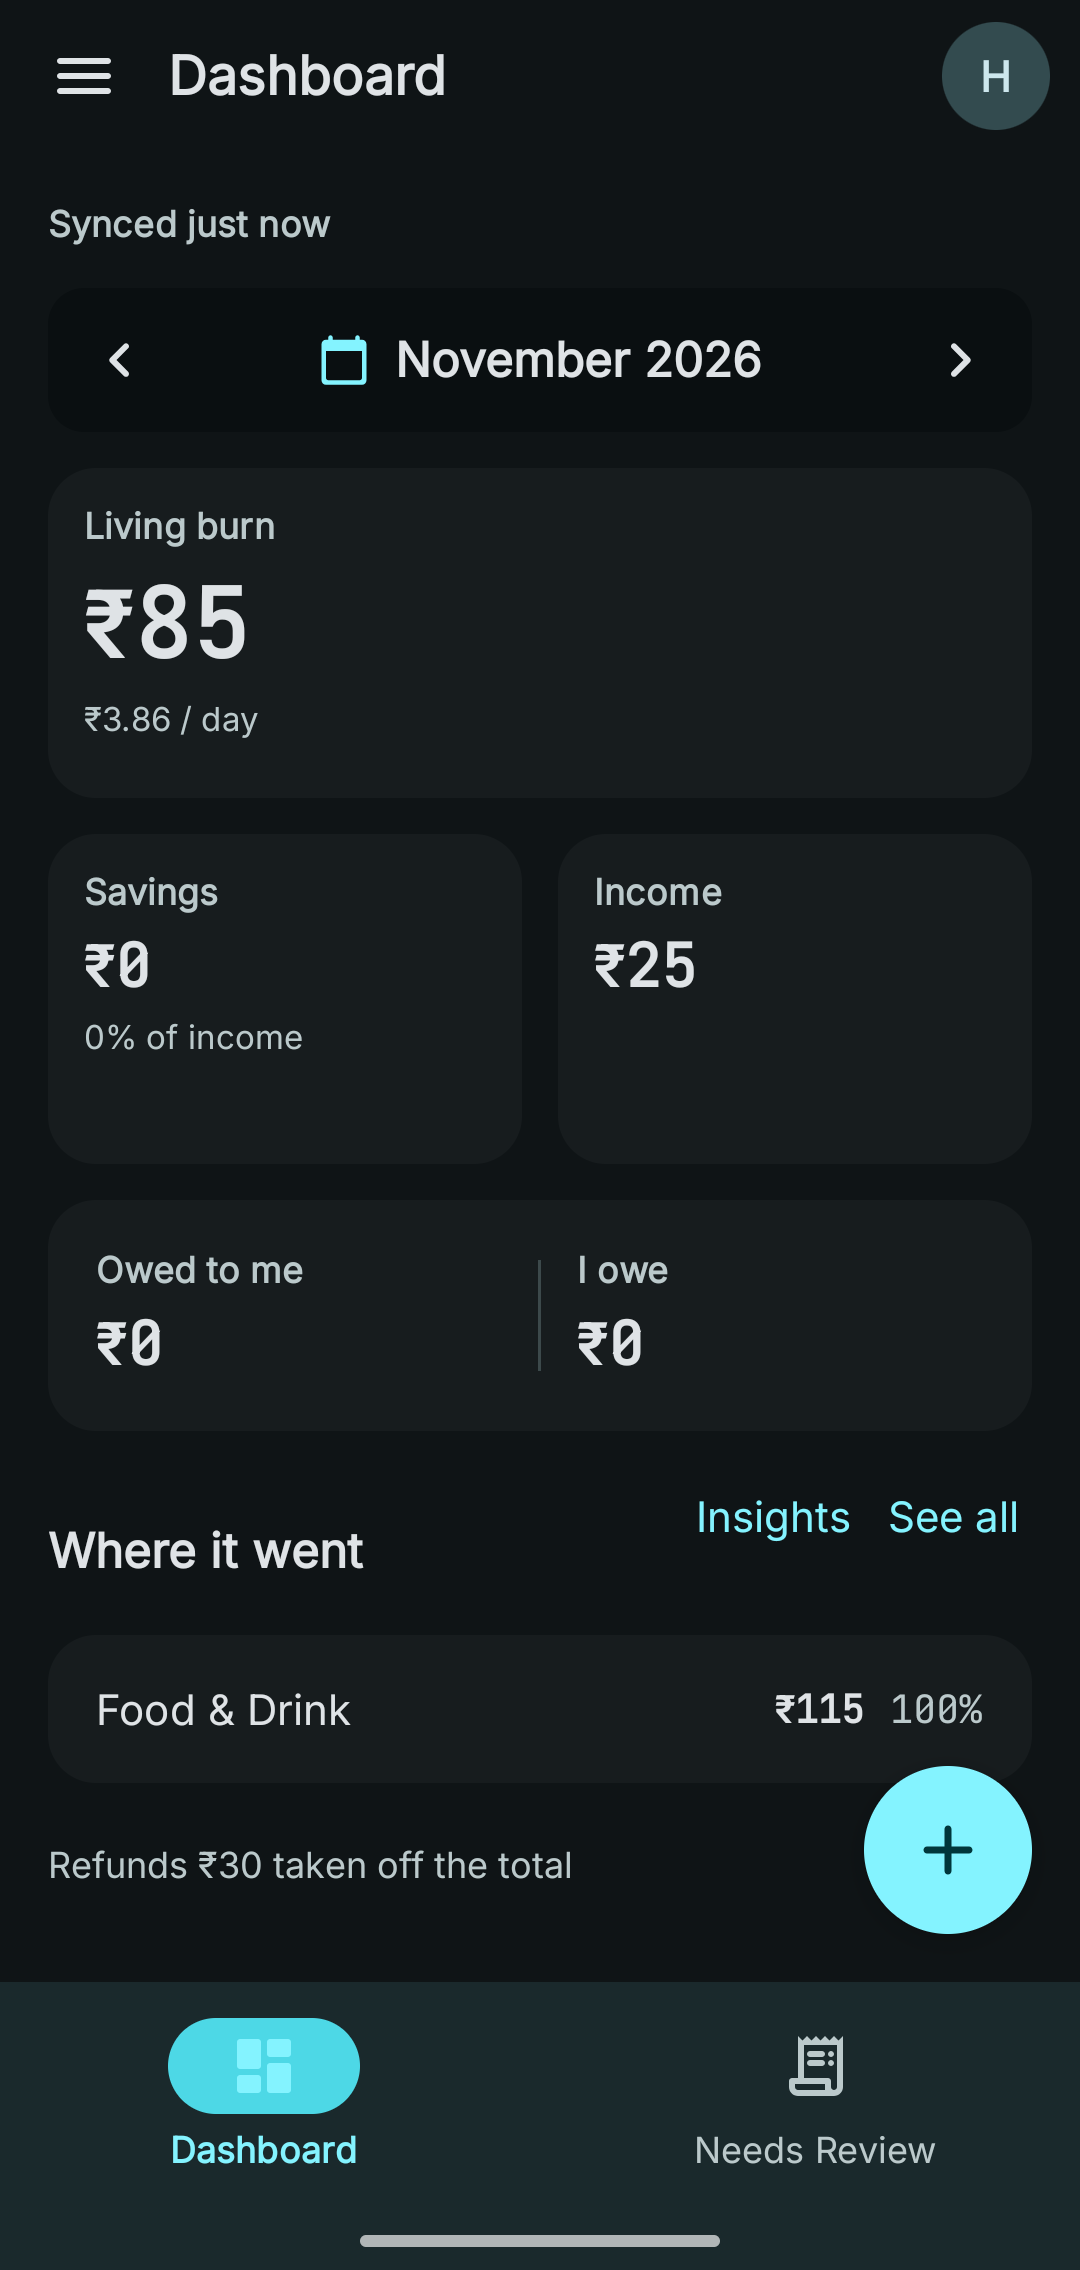 Dashboard
H
Synced just now
November 2026
Living burn
₹85
₹3.86 / day
Savings
₹0
0% of income
Income
₹25
Owed to me
₹0
I owe
₹0
Where it went
Insights
See all
Food & Drink
₹115 100%
Refunds ₹30 taken off the total
Dashboard
Needs Review